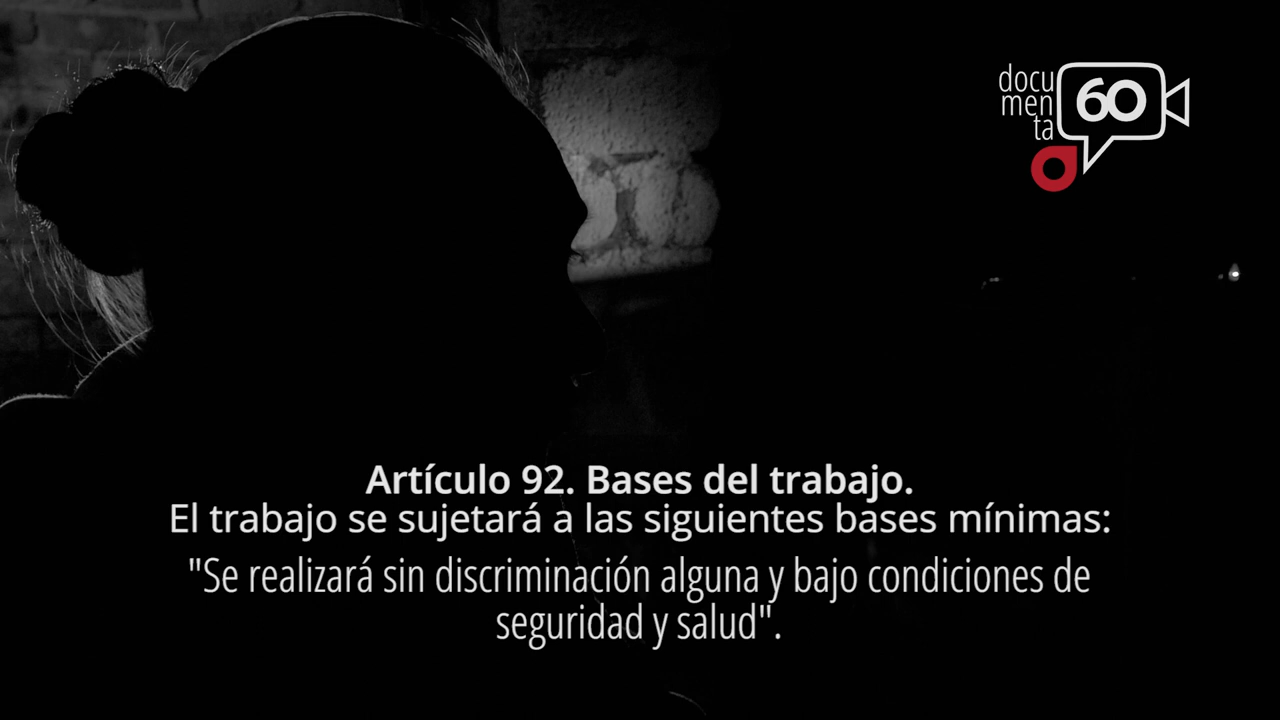 docu
men
ta
60
Artículo 92. Bases del trabajo.
El trabajo se sujetará a las siguientes bases mínimas:
"Se realizará sin discriminación alguna y bajo condiciones de
seguridad y salud".